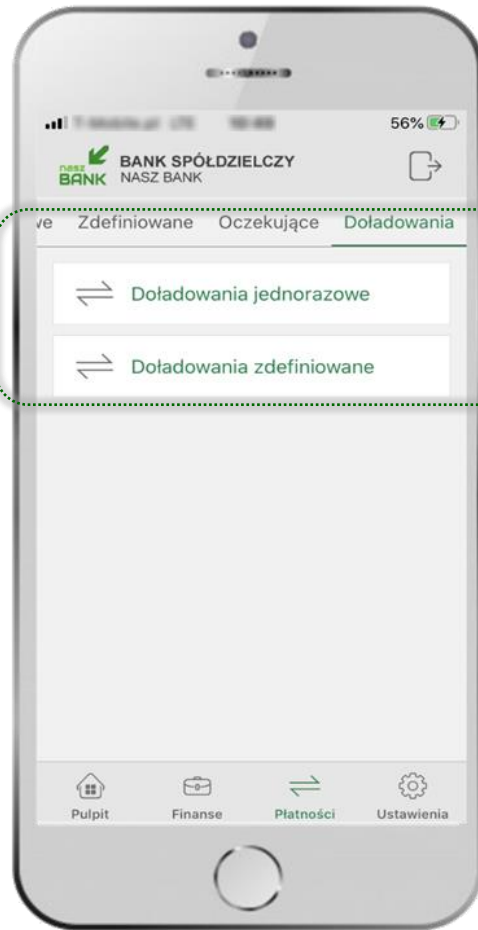 56%
nasz BANK
BANK SPÓŁDZIELCZY
NASZ BANK
Zdefiniowane Oczekujące Doładowania
Doładowania jednorazowe
Doładowania zdefiniowane
Pulpit Finanse Płatności Ustawienia